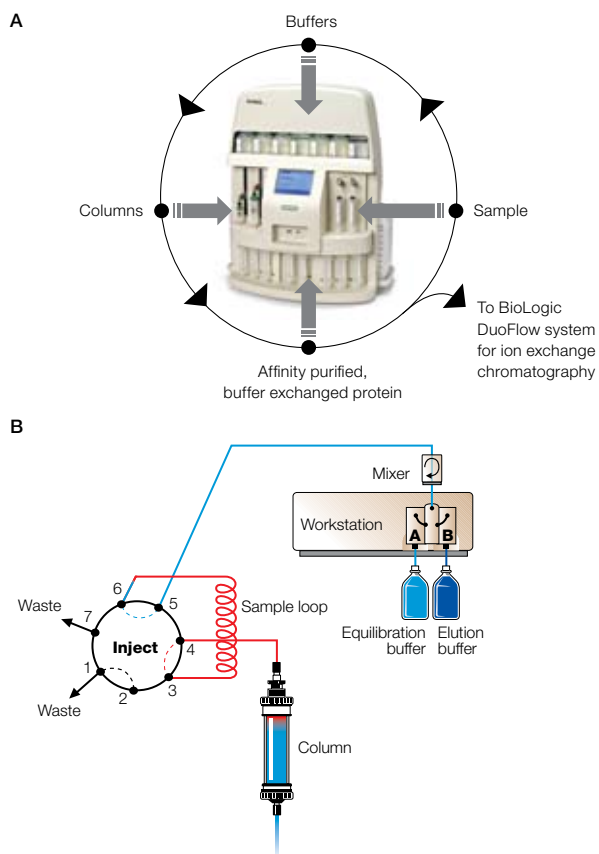 A
Buffers
Columns
Sample
To BioLogic
DuoFlow system
for ion exchange
chromatography
Affinity purified,
buffer exchanged protein
B
Mixer
Workstation
A B
Equilibration
buffer
Elution
buffer
Sample loop
Waste
Waste
Inject
6
5
7
4
1
3
2
Column